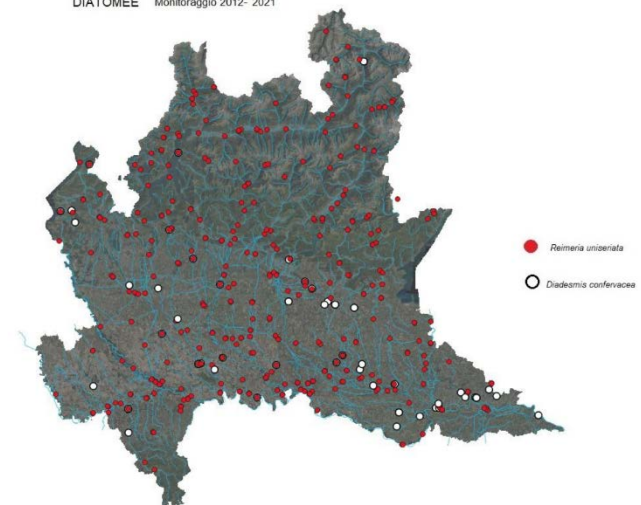 DIATOMEE Monitoraggio 2012- 2021
Reimeria uniseriata
Diadesmis confervacea